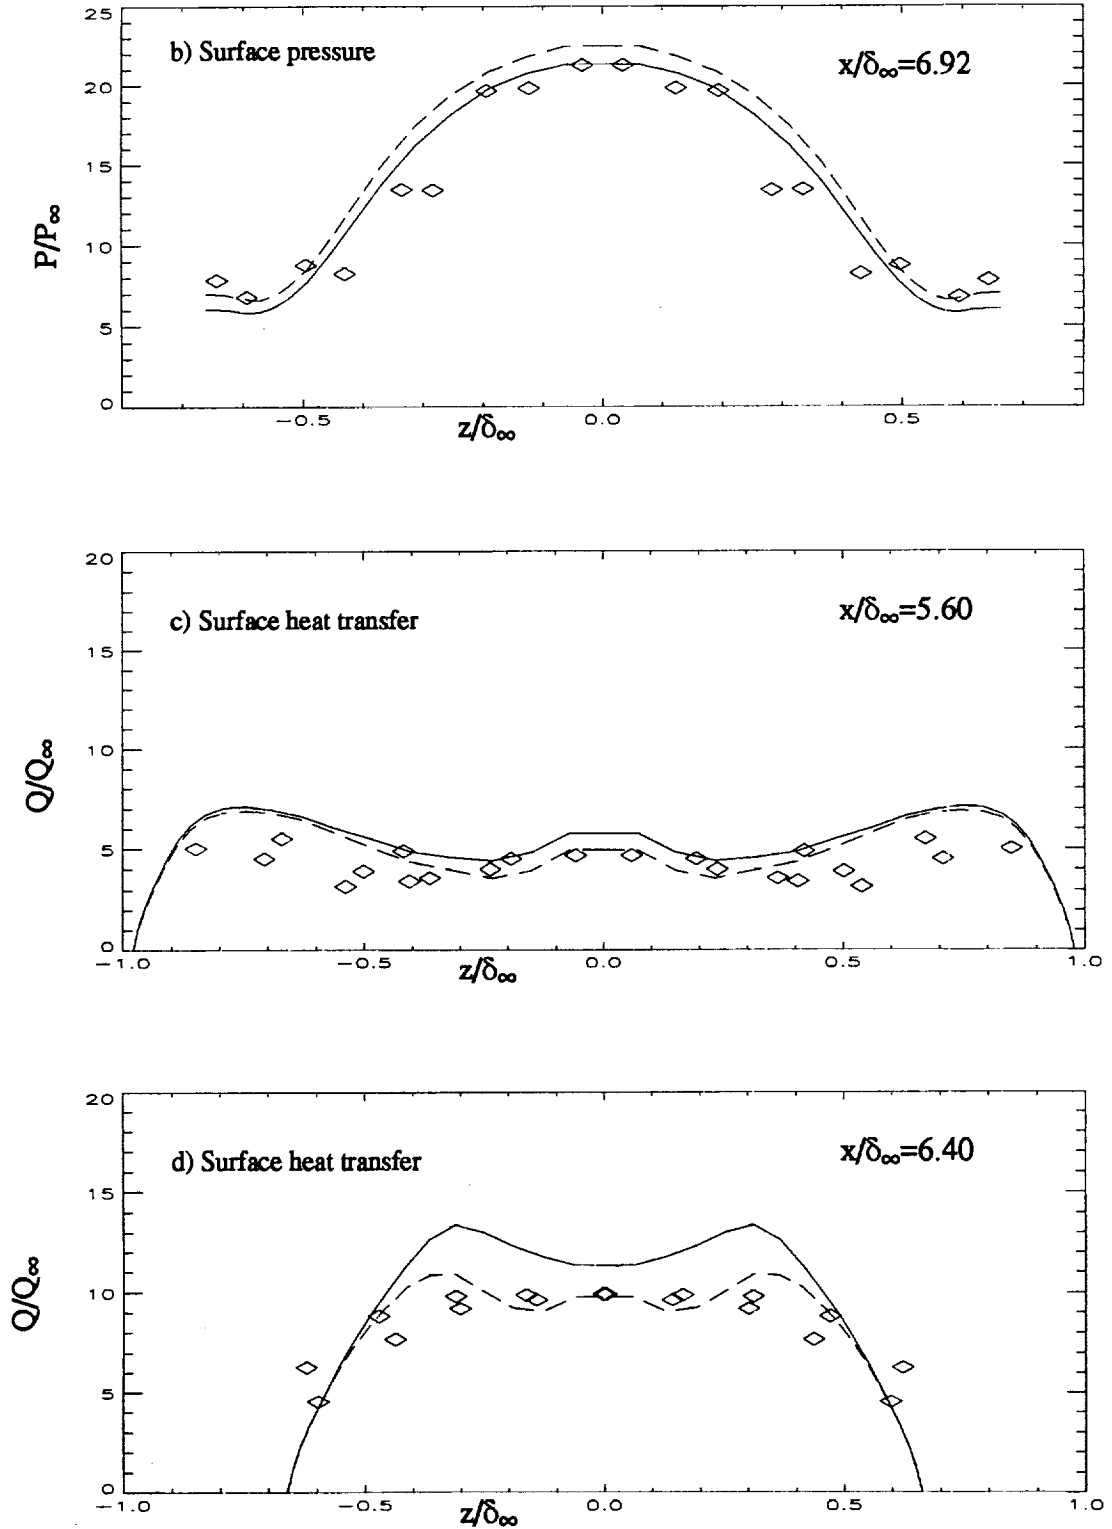 25
b) Surface pressure
x/δ∞=6.92
20
15
P/P∞
10
5
0
−0.5
0.0
0.5
z/δ∞
20
c) Surface heat transfer
x/δ∞=5.60
15
Q/Q∞
10
5
0
−1.0
−0.5
0.0
0.5
1.0
z/δ∞
20
d) Surface heat transfer
x/δ∞=6.40
15
Q/Q∞
10
5
0
−1.0
−0.5
0.0
0.5
1.0
z/δ∞